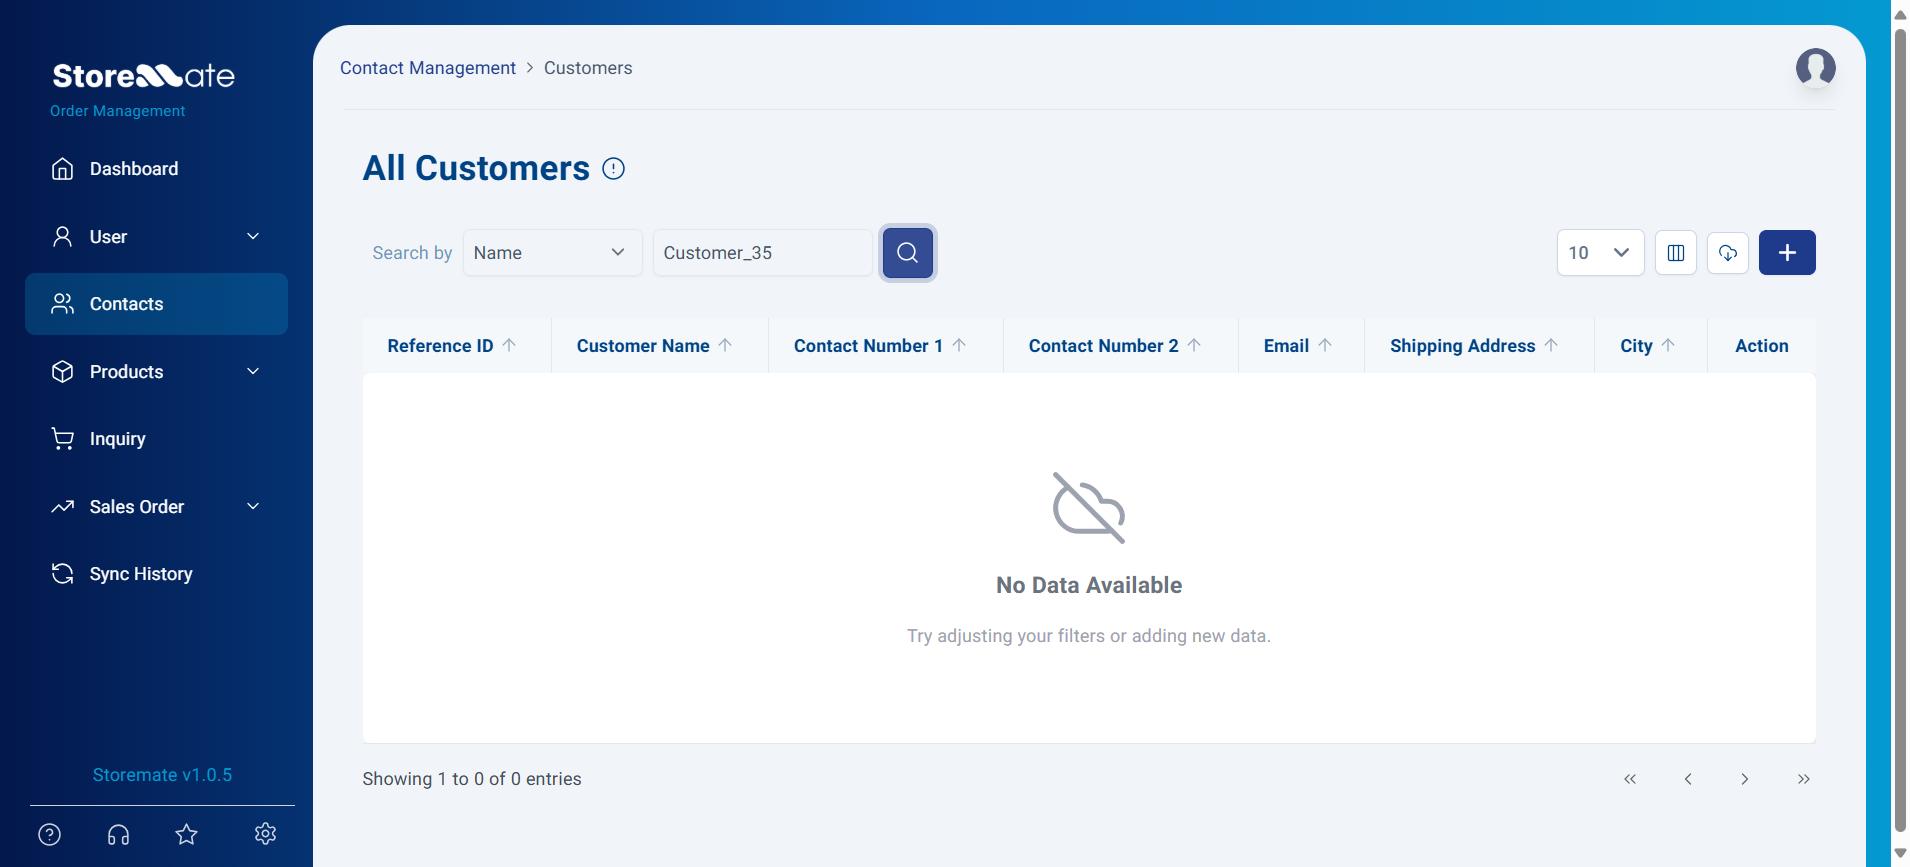 StoreMate
Order Management
Dashboard
User
Contacts
Products
Inquiry
Sales Order
Sync History
Storemate v1.0.5
Contact Management > Customers
All Customers
Search by Name Customer_35 10
Reference ID Customer Name Contact Number 1 Contact Number 2 Email Shipping Address City Action
No Data Available
Try adjusting your filters or adding new data.
Showing 1 to 0 of 0 entries